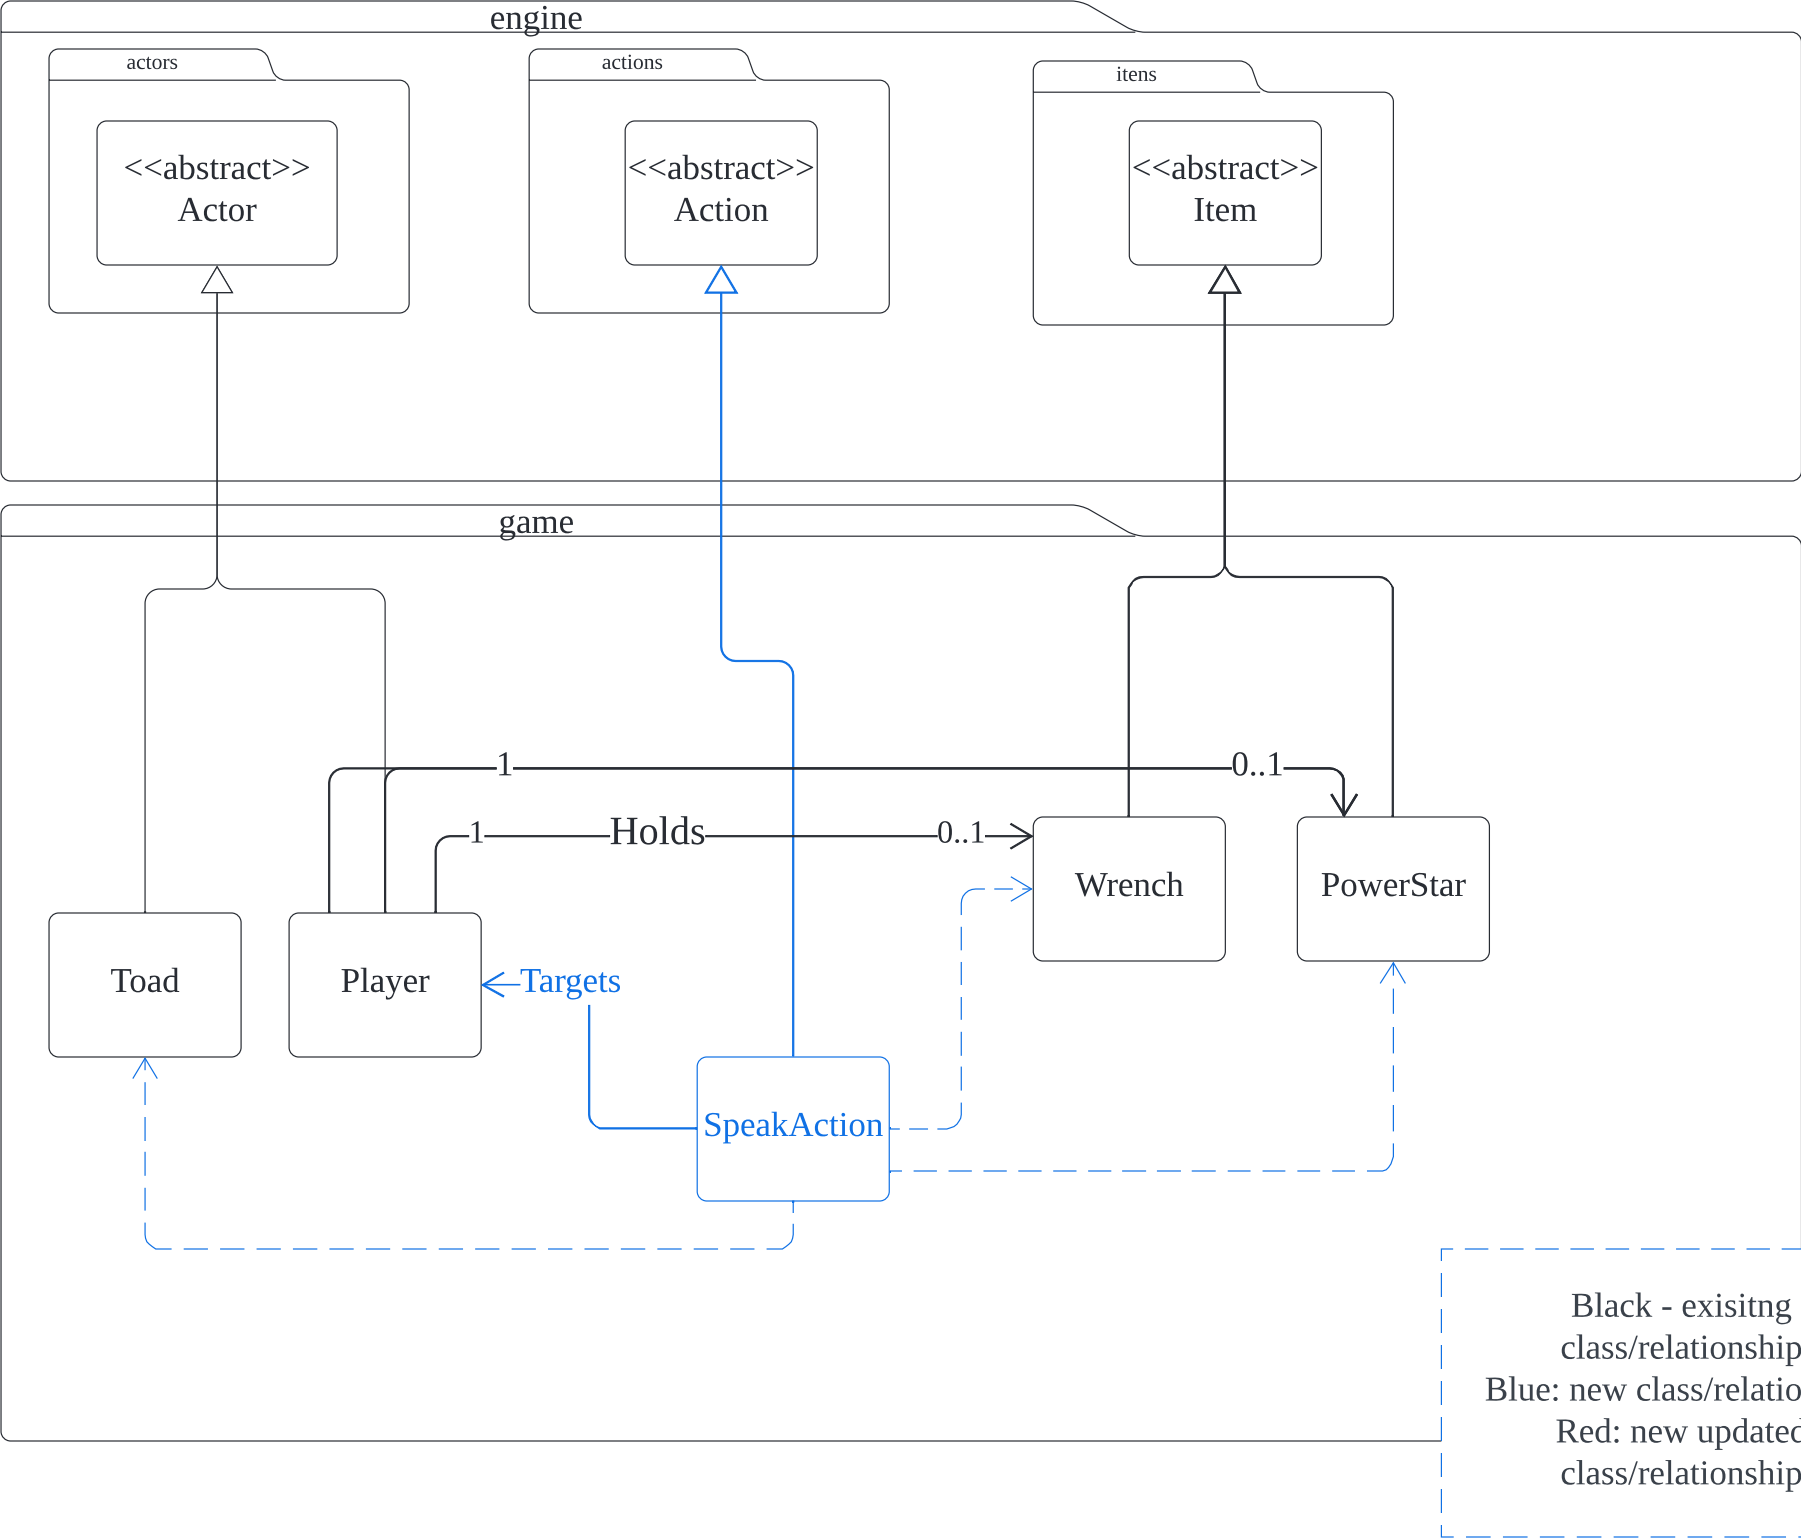 engine
actors
actions
itens
<<abstract>>
Actor
<<abstract>>
Action
<<abstract>>
Item
game
1
0..1
1
Holds
0..1
Wrench
PowerStar
Toad
Player
Targets
SpeakAction
Black - exisitng
class/relationship
Blue: new class/relatio
Red: new updated
class/relationship